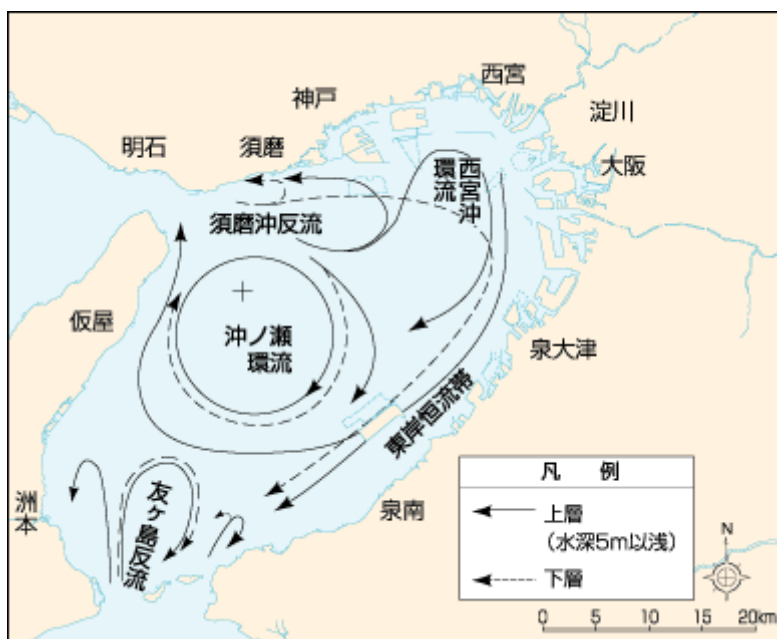 西宮
神戸
淀川
明石
須磨
大阪
西宮沖
環流
須磨沖反流
仮屋
沖ノ瀬
環流
泉大津
東岸恒流帯
洲本
友ヶ島反流
泉南
凡 例
上層
(水深5m以浅)
下層
N
0 5 10 15 20km